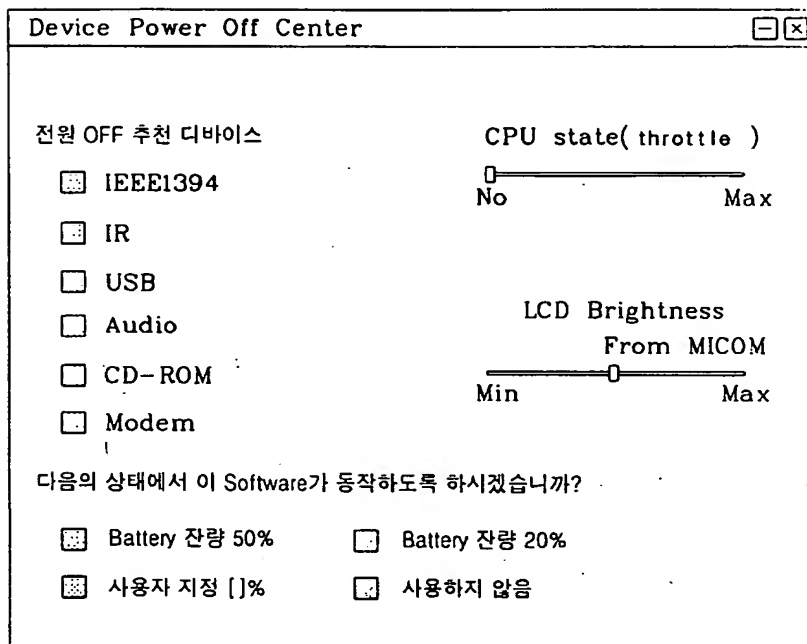 Device Power Off Center
전원 OFF 추천 디바이스
IEEE1394
IR
USB
Audio
CD-ROM
Modem
CPU state( throttle )
No Max
LCD Brightness
From MICOM
Min Max
다음의 상태에서 이 Software가 동작하도록 하시겠습니까?
Battery 잔량 50% Battery 잔량 20%
사용자 지정 [ ]% 사용하지 않음